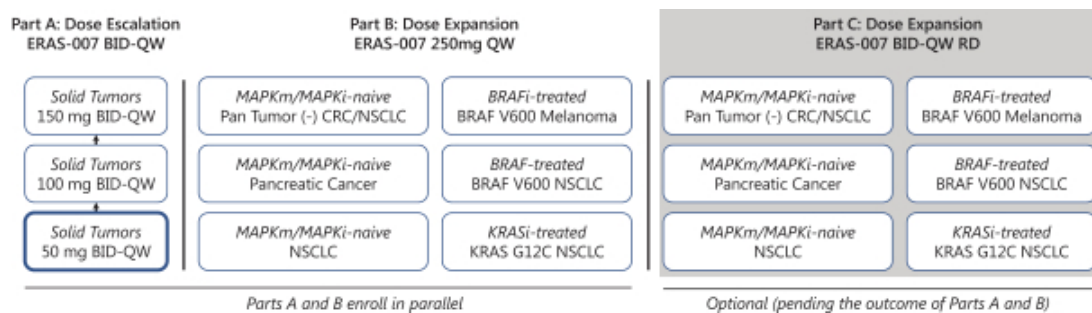 Part A: Dose Escalation
ERAS-007 BID-QW
Solid Tumors
150 mg BID-QW
Solid Tumors
100 mg BID-QW
Solid Tumors
50 mg BID-QW
Part B: Dose Expansion
ERAS-007 250mg QW
MAPKm/MAPKi-naive
Pan Tumor (-) CRC/NSCLC
BRAFi-treated
BRAF V600 Melanoma
MAPKm/MAPKi-naive
Pancreatic Cancer
BRAF-treated
BRAF V600 NSCLC
MAPKm/MAPKi-naive
NSCLC
KRASi-treated
KRAS G12C NSCLC
Parts A and B enroll in parallel
Part C: Dose Expansion
ERAS-007 BID-QW RD
MAPKm/MAPKi-naive
Pan Tumor (-) CRC/NSCLC
BRAFi-treated
BRAF V600 Melanoma
MAPKm/MAPKi-naive
Pancreatic Cancer
BRAF-treated
BRAF V600 NSCLC
MAPKm/MAPKi-naive
NSCLC
KRASi-treated
KRAS G12C NSCLC
Optional (pending the outcome of Parts A and B)